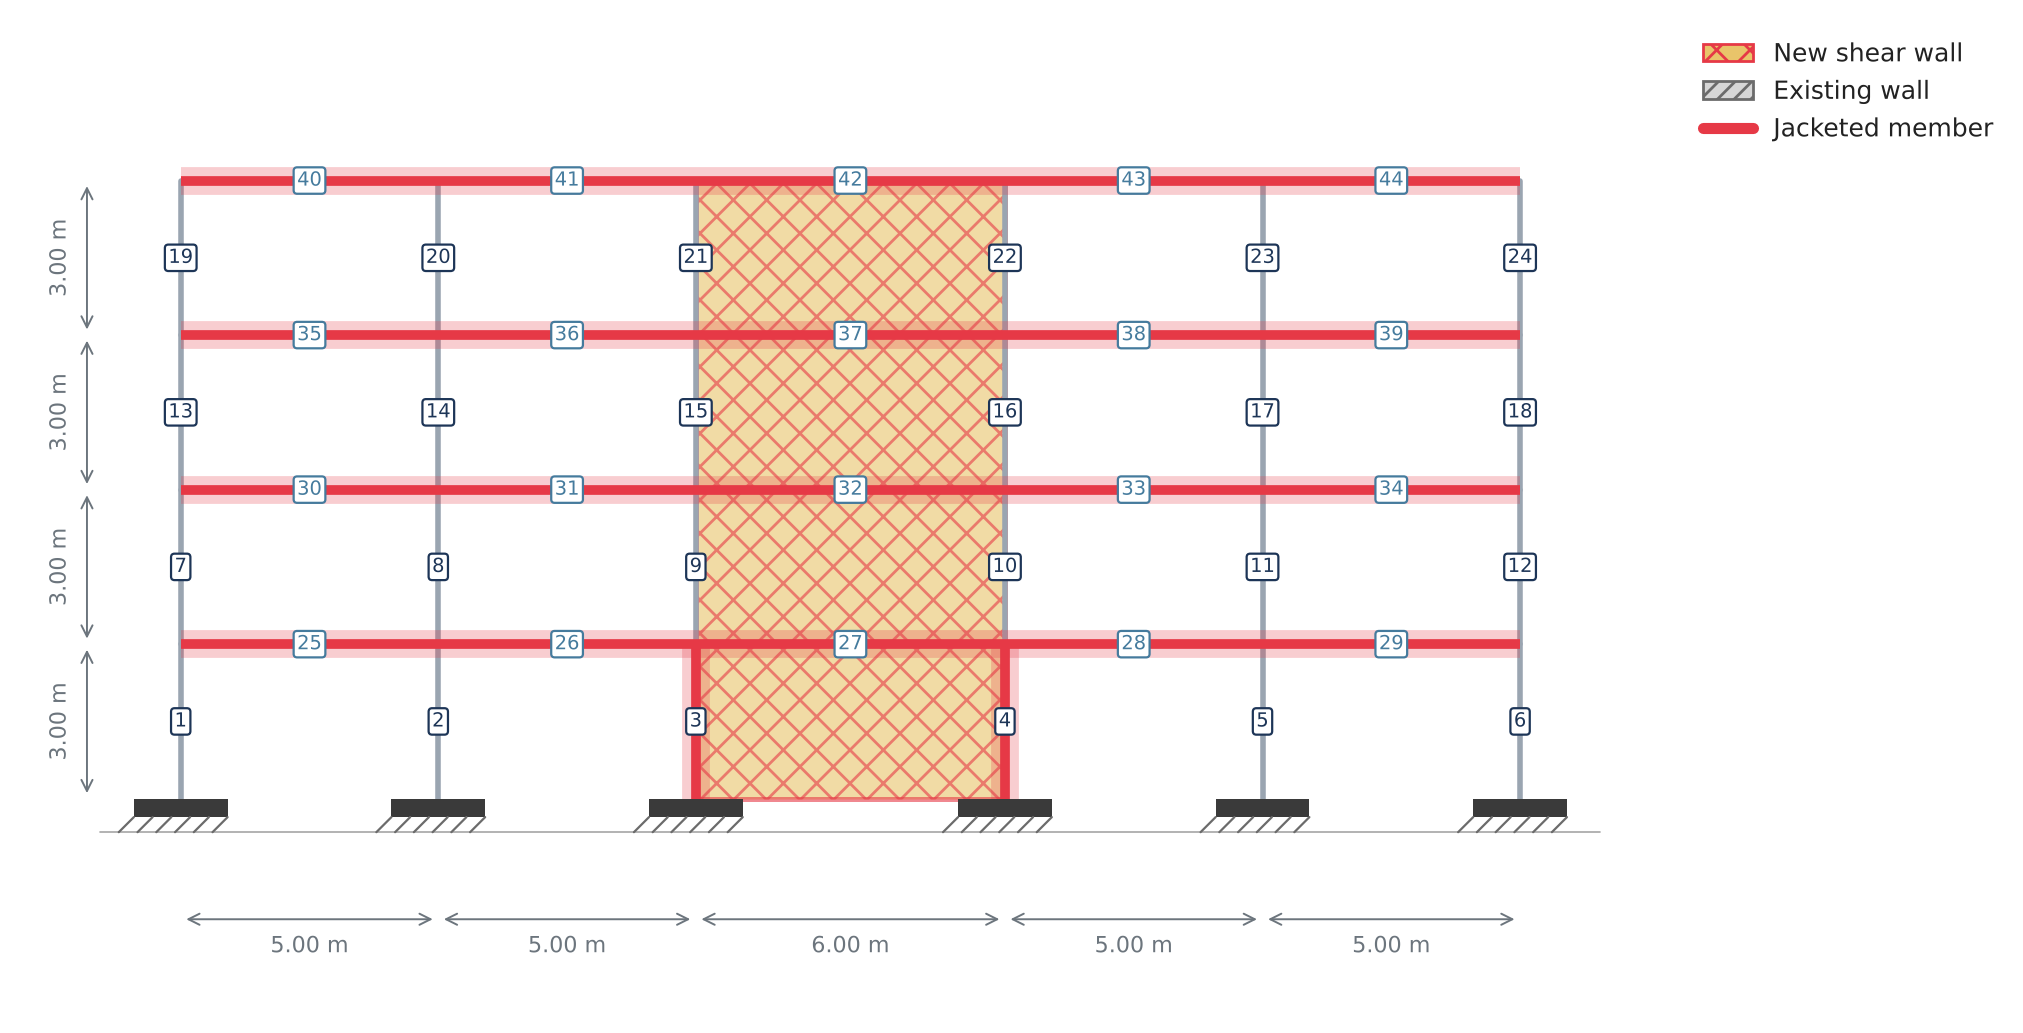 New shear wall
Existing wall
Jacketed member
40 41 42 43 44
3.00 m
19 20 21 22 23 24
35 36 37 38 39
3.00 m
13 14 15 16 17 18
30 31 32 33 34
3.00 m
7 8 9 10 11 12
25 26 27 28 29
3.00 m
1 2 3 4 5 6
5.00 m 5.00 m 6.00 m 5.00 m 5.00 m